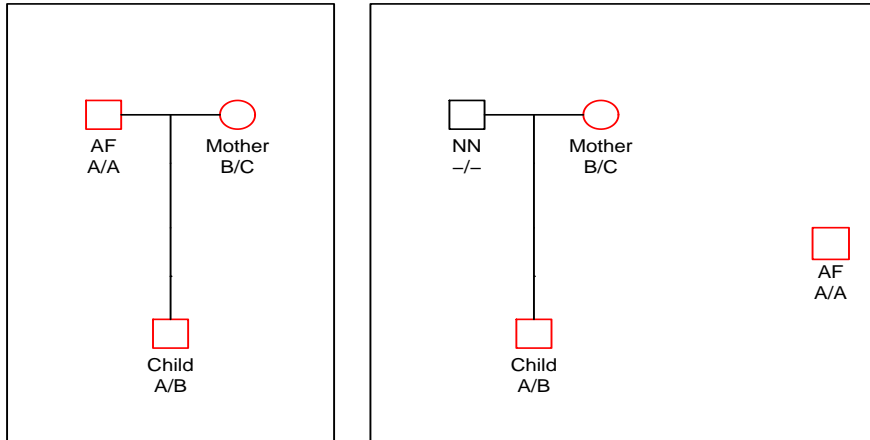 AF
A/A
Mother
B/C
Child
A/B
NN
–/–
Mother
B/C
AF
A/A
Child
A/B